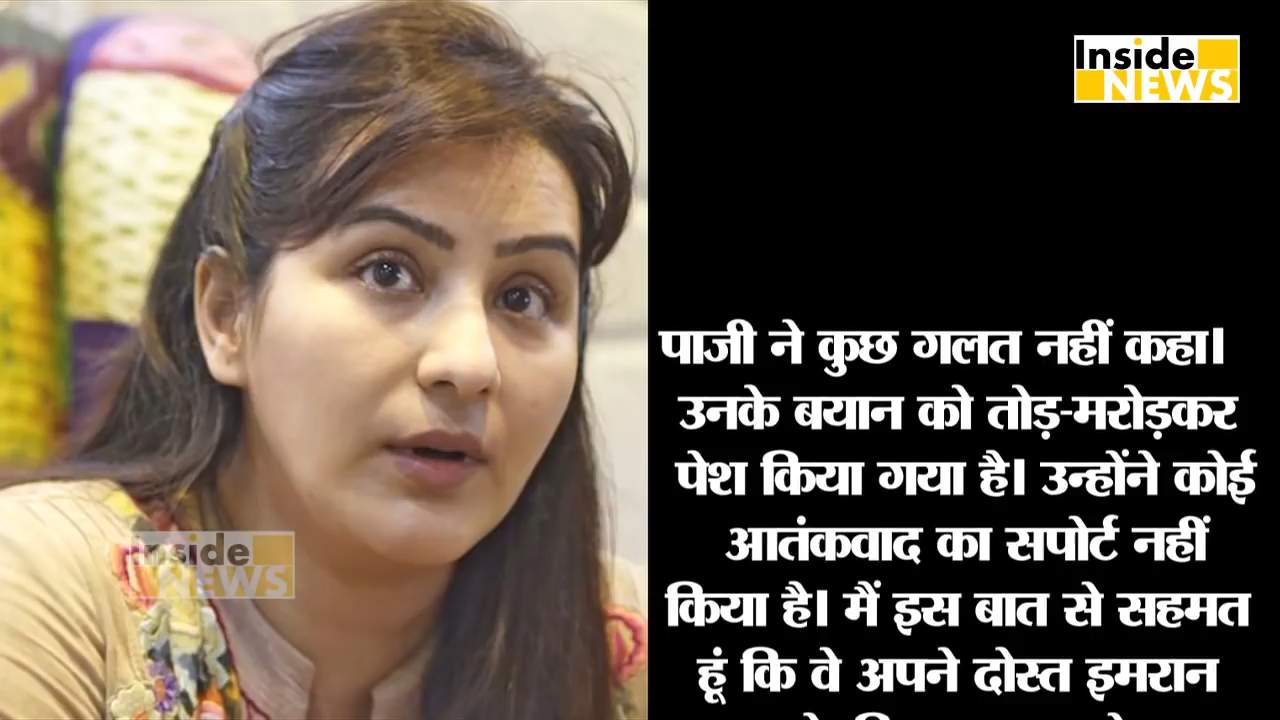 Inside
NEWS
पाजी ने कुछ गलत नहीं कहा।
उनके बयान को तोड़-मरोड़कर
पेश किया गया है। उन्होंने कोई
आतंकवाद का सपोर्ट नहीं
किया है। मैं इस बात से सहमत
हूं कि वे अपने दोस्त इमरान
Inside
NEWS